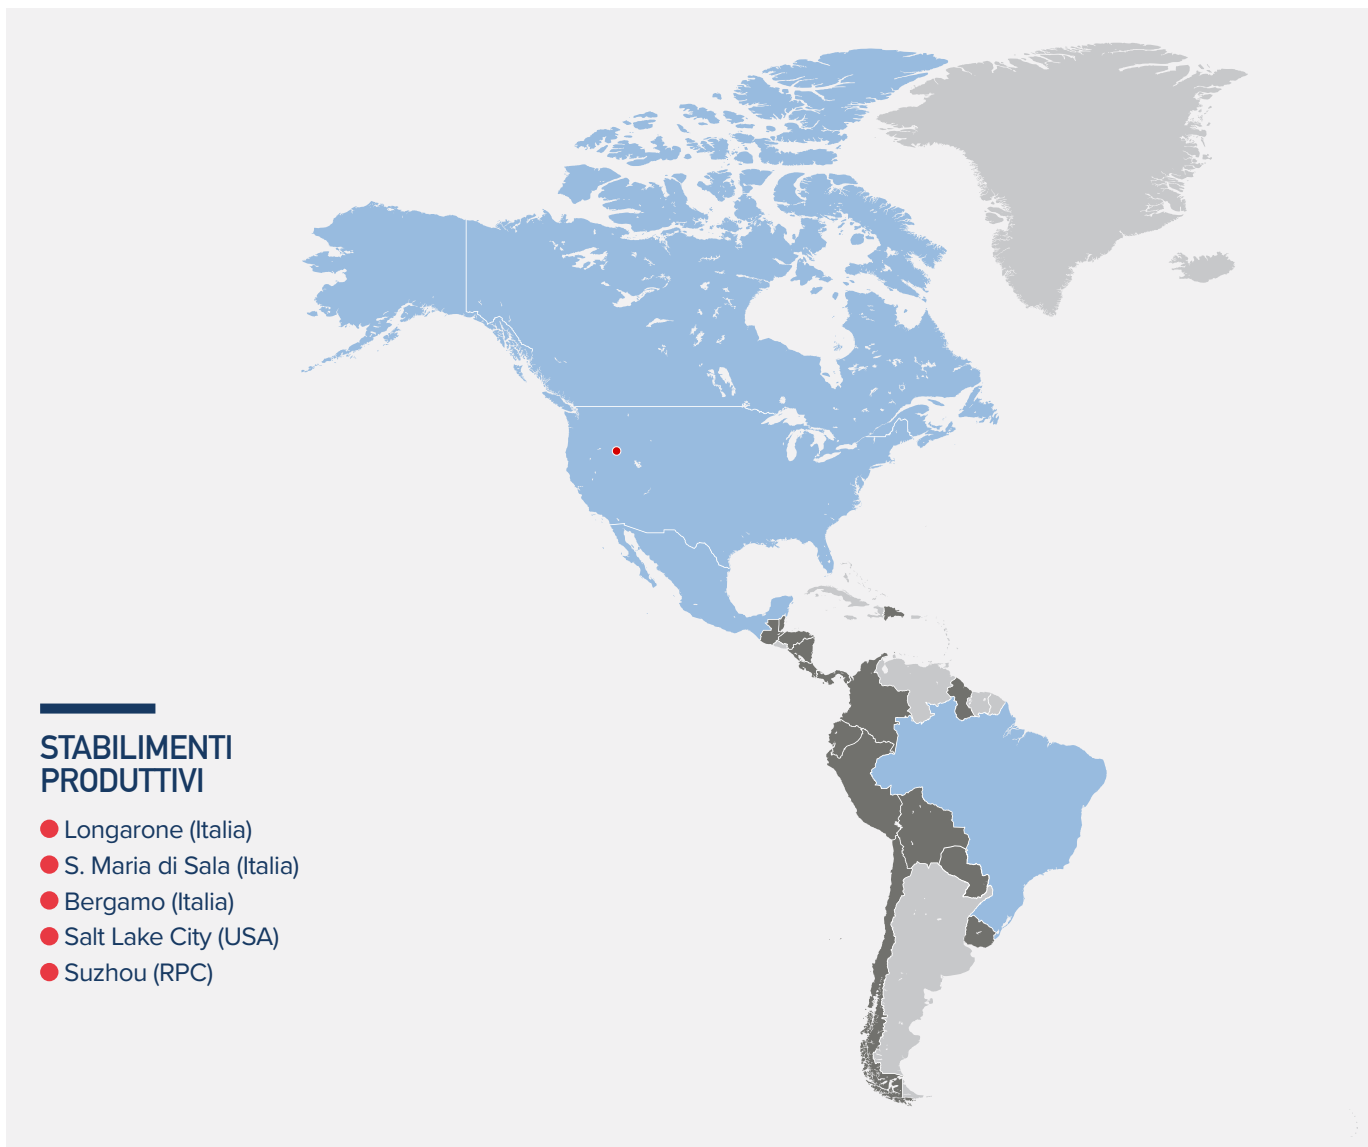 STABILIMENTI
PRODUTTIVI
Longarone (Italia)
S. Maria di Sala (Italia)
Bergamo (Italia)
Salt Lake City (USA)
Suzhou (RPC)